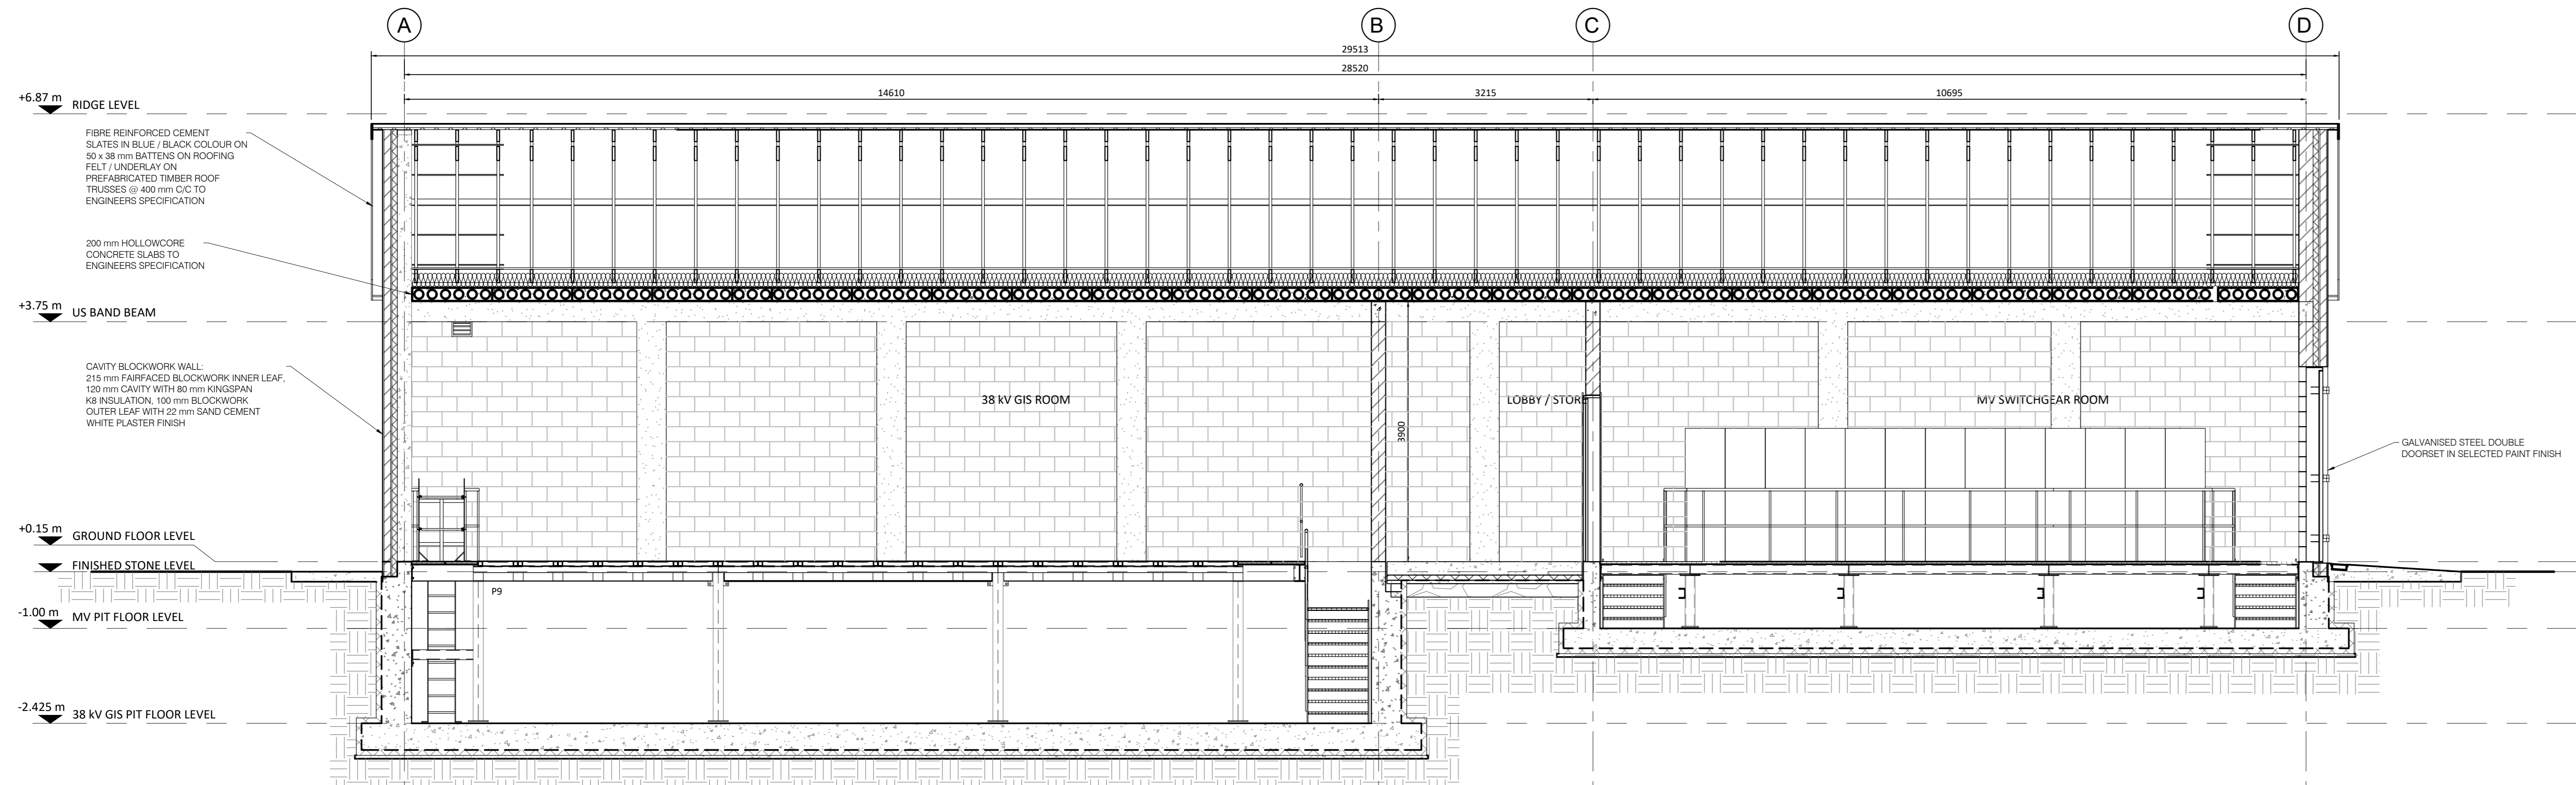 A
B
C
D
29513
28520
14610
3215
10695
+6.87 m
RIDGE LEVEL
FIBRE REINFORCED CEMENT
SLATES IN BLUE / BLACK COLOUR ON
50 x 38 mm BATTENS ON ROOFING
FELT / UNDERLAY ON
PREFABRICATED TIMBER ROOF
TRUSSES @ 400 mm C/C TO
ENGINEERS SPECIFICATION
200 mm HOLLOWCORE
CONCRETE SLABS TO
ENGINEERS SPECIFICATION
+3.75 m
US BAND BEAM
CAVITY BLOCKWORK WALL:
215 mm FAIRFACED BLOCKWORK INNER LEAF,
120 mm CAVITY WITH 80 mm KINGSPAN
K8 INSULATION, 100 mm BLOCKWORK
OUTER LEAF WITH 22 mm SAND CEMENT
WHITE PLASTER FINISH
38 kV GIS ROOM
3900
LOBBY / STORE
MV SWITCHGEAR ROOM
GALVANISED STEEL DOUBLE
DOORSET IN SELECTED PAINT FINISH
+0.15 m
GROUND FLOOR LEVEL
FINISHED STONE LEVEL
P9
-1.00 m
MV PIT FLOOR LEVEL
-2.425 m
38 kV GIS PIT FLOOR LEVEL